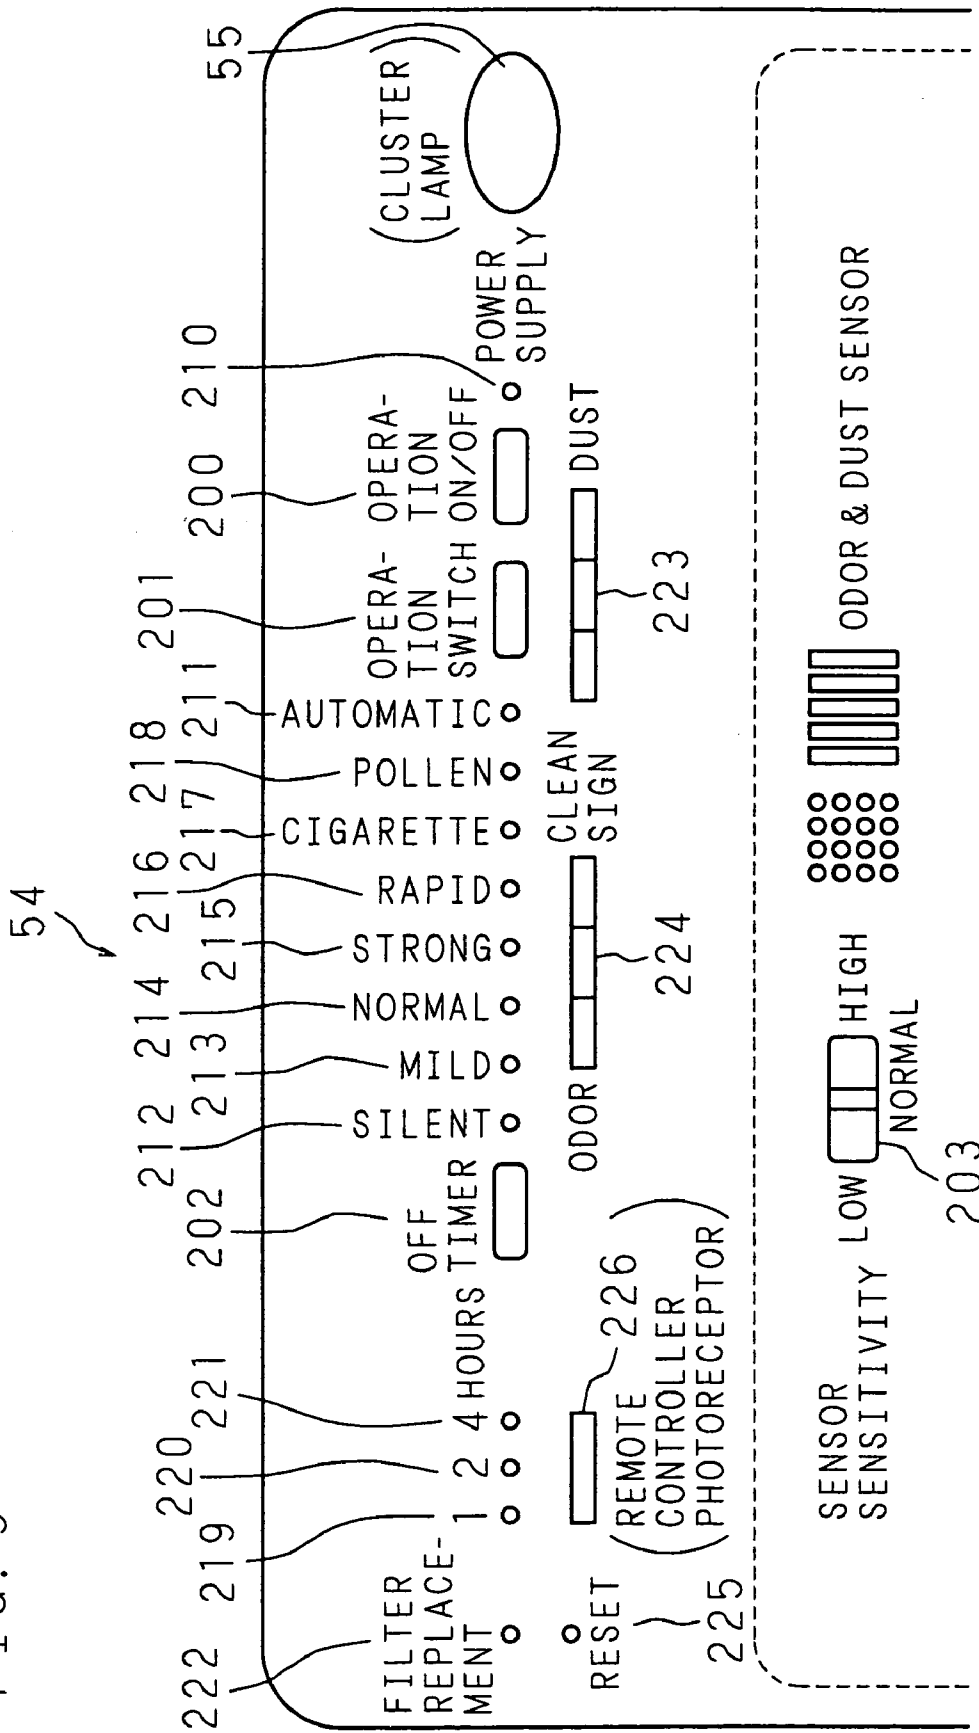 54
222
219
220
221
202
212
213
214
215
216
217
218
211
201
200
210
55
FILTER
REPLACE-
MENT
1 2 4 HOURS
OFF
TIMER
SILENT
MILD
NORMAL
STRONG
RAPID
CIGARETTE
POLLEN
AUTOMATIC
OPERA-
TION
SWITCH
OPERA-
TION
ON/OFF
POWER
SUPPLY
(CLUSTER
LAMP)
RESET
225
226
(REMOTE
CONTROLLER
PHOTORECEPTOR)
ODOR
224
CLEAN
SIGN
223
DUST
SENSOR
SENSITIVITY
LOW
HIGH
NORMAL
203
ODOR & DUST SENSOR